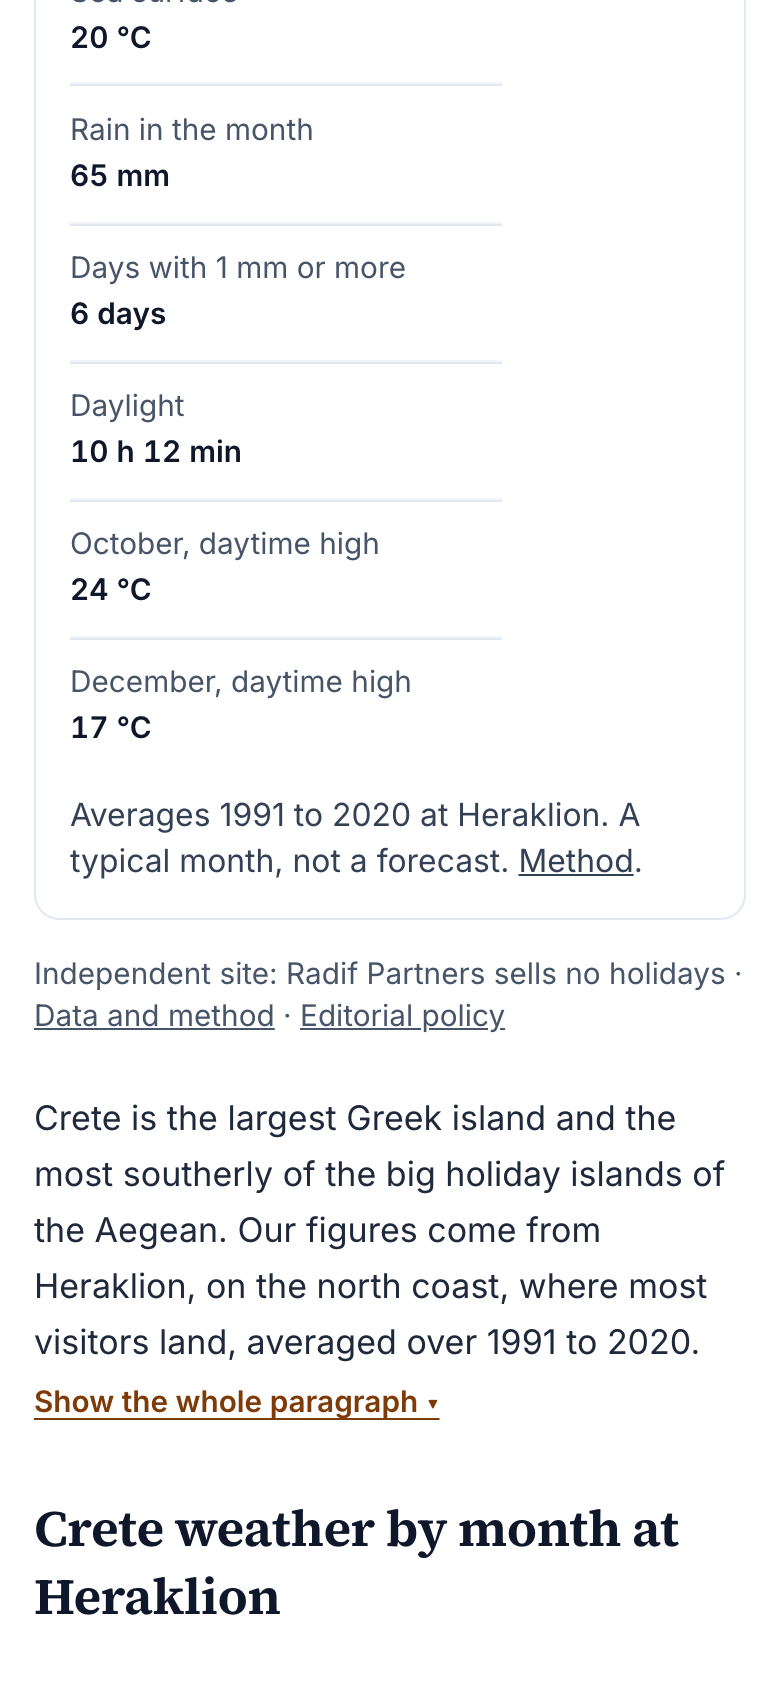 20 °C
Rain in the month
65 mm
Days with 1 mm or more
6 days
Daylight
10 h 12 min
October, daytime high
24 °C
December, daytime high
17 °C
Averages 1991 to 2020 at Heraklion. A
typical month, not a forecast. Method.
Independent site: Radif Partners sells no holidays ·
Data and method · Editorial policy
Crete is the largest Greek island and the
most southerly of the big holiday islands of
the Aegean. Our figures come from
Heraklion, on the north coast, where most
visitors land, averaged over 1991 to 2020.
Show the whole paragraph ▾
Crete weather by month at
Heraklion